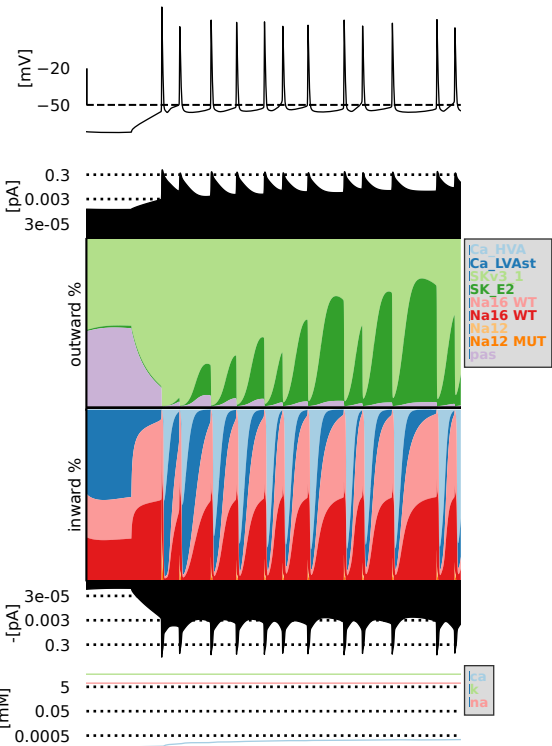 [mV]
−20
−50
[pA]
0.3
0.003
3e-05
outward %
Ca_HVA
Ca_LVAst
SKv3_1
SK_E2
Na16 WT
Na16 WT
Na12
Na12 MUT
pas
inward %
-[pA]
3e-05
0.003
0.3
[mM]
5
0.05
0.0005
ca
k
na